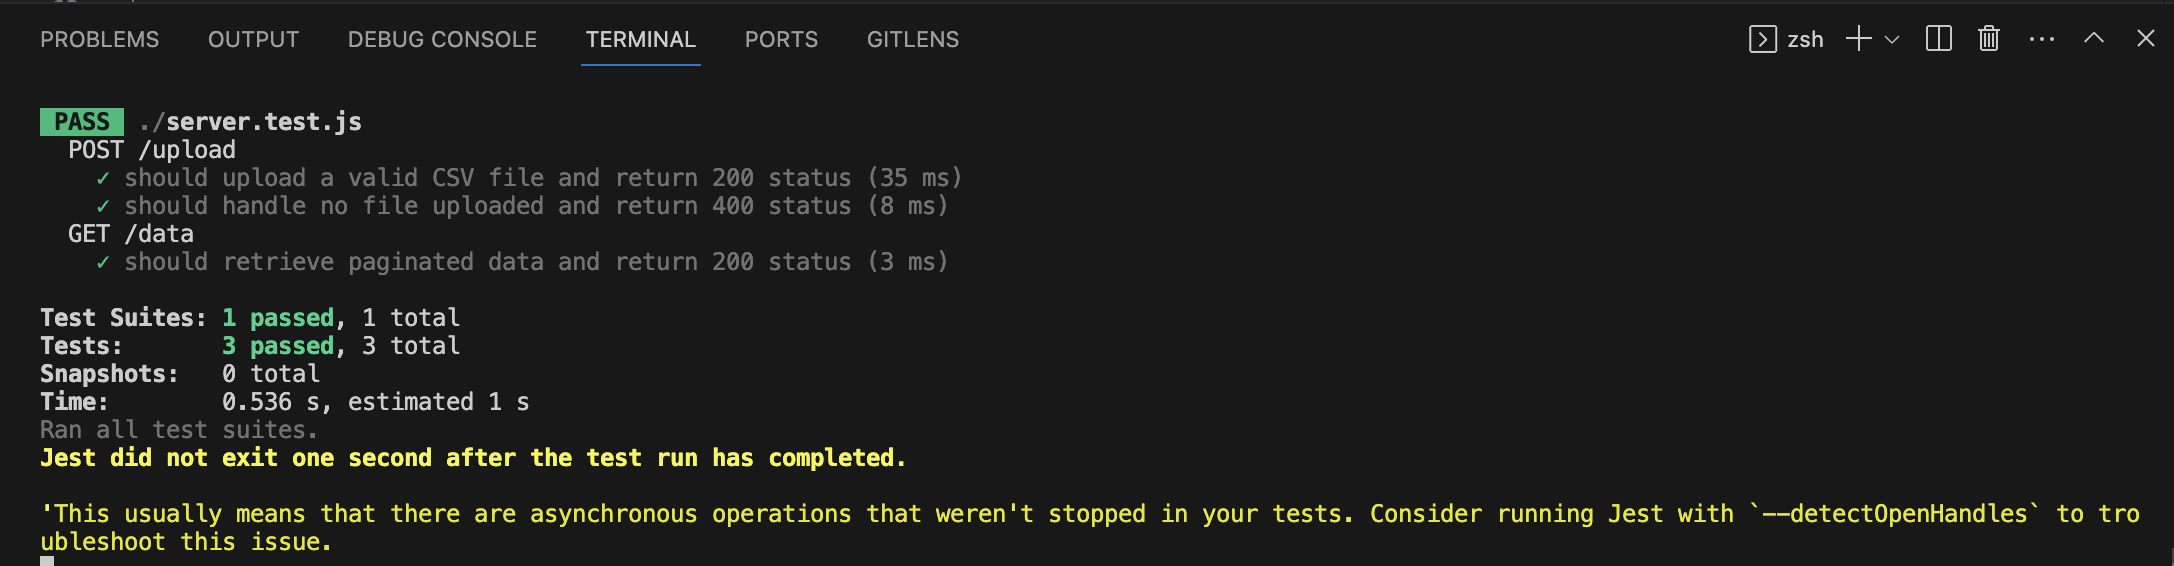 PROBLEMS OUTPUT DEBUG CONSOLE TERMINAL PORTS GITLENS zsh
PASS ./server.test.js
POST /upload
✓ should upload a valid CSV file and return 200 status (35 ms)
✓ should handle no file uploaded and return 400 status (8 ms)
GET /data
✓ should retrieve paginated data and return 200 status (3 ms)
Test Suites: 1 passed, 1 total
Tests: 3 passed, 3 total
Snapshots: 0 total
Time: 0.536 s, estimated 1 s
Ran all test suites.
Jest did not exit one second after the test run has completed.
'This usually means that there are asynchronous operations that weren't stopped in your tests. Consider running Jest with `--detectOpenHandles` to tro
ubleshoot this issue.